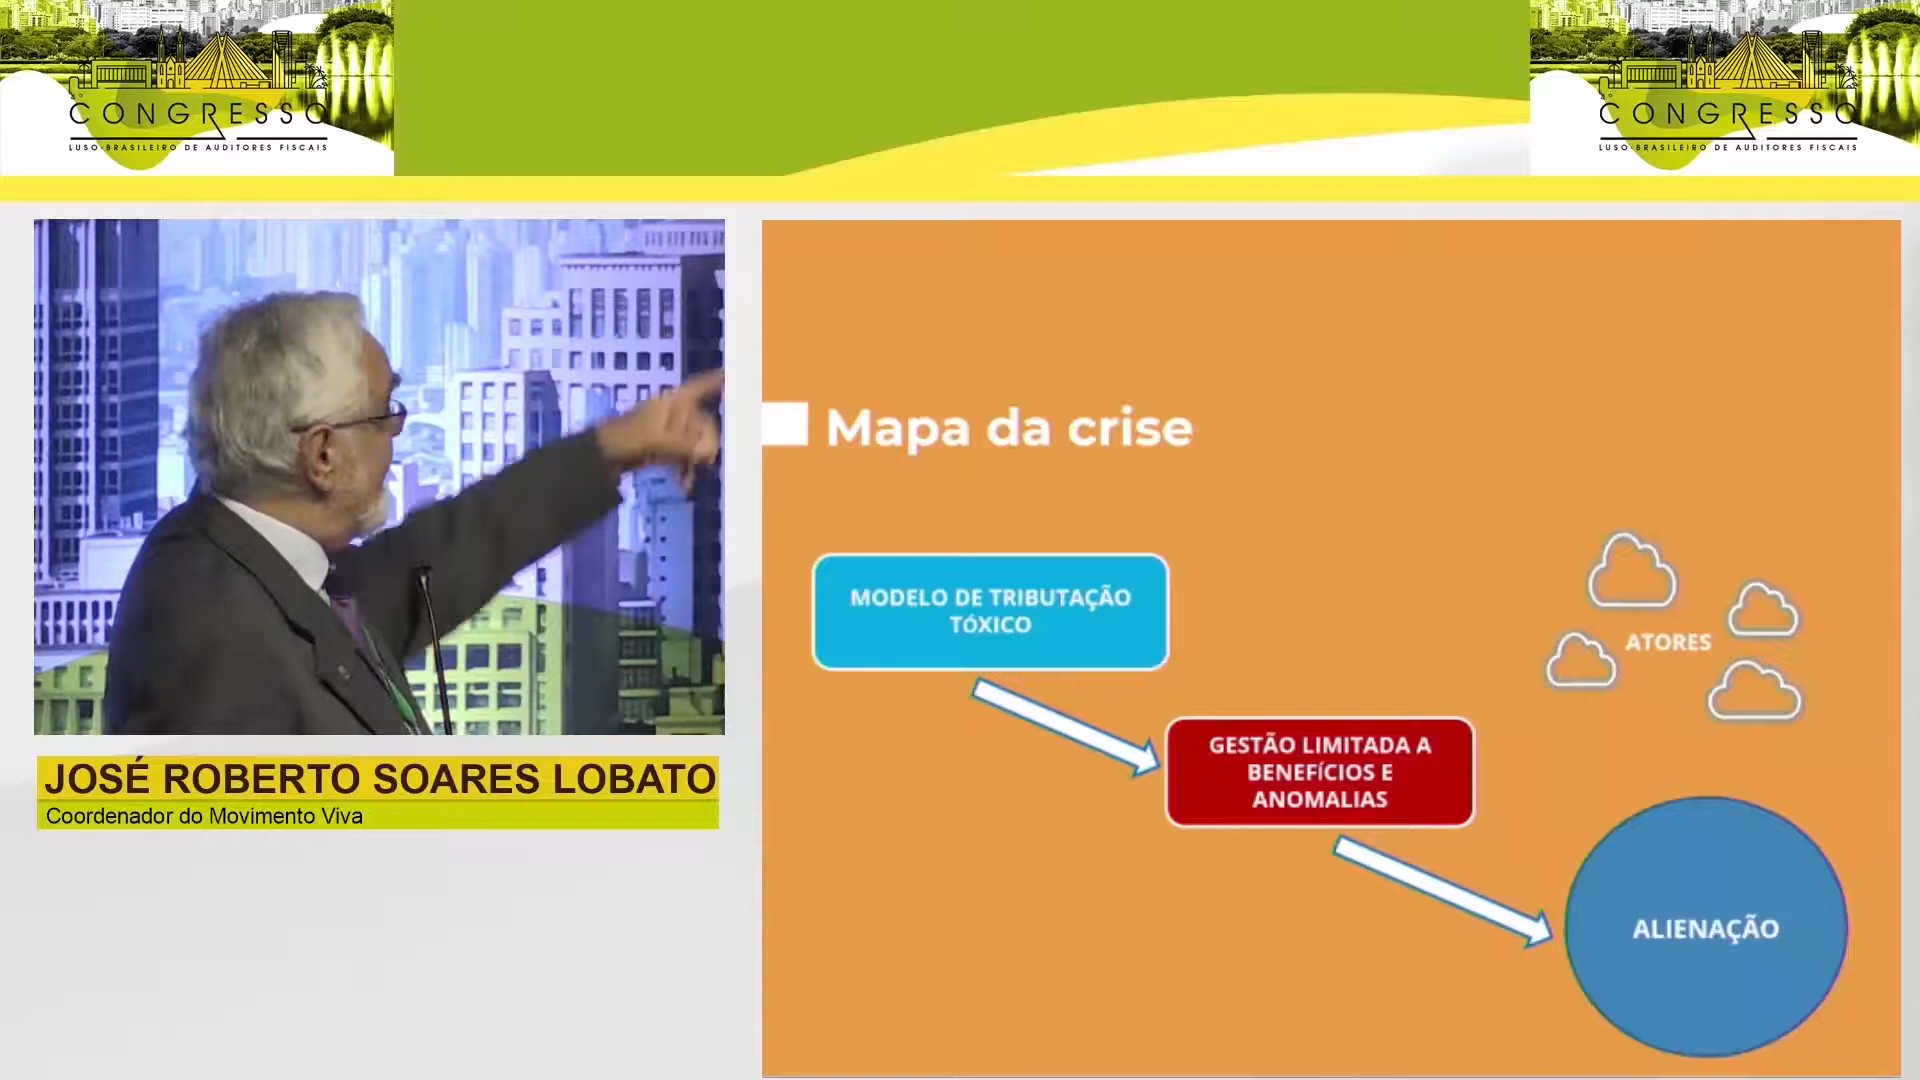 CONGRESSO
LUSO-BRASILEIRO DE AUDITORES FISCAIS
CONGRESSO
LUSO-BRASILEIRO DE AUDITORES FISCAIS
Mapa da crise
MODELO DE TRIBUTAÇÃO
TÓXICO
ATORES
GESTÃO LIMITADA A
BENEFÍCIOS E
ANOMALIAS
ALIENAÇÃO
JOSÉ ROBERTO SOARES LOBATO
Coordenador do Movimento Viva